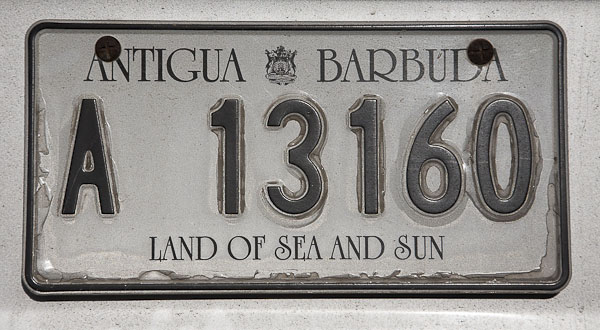 ANTIGUA BARBUDA
A 13160
LAND OF SEA AND SUN